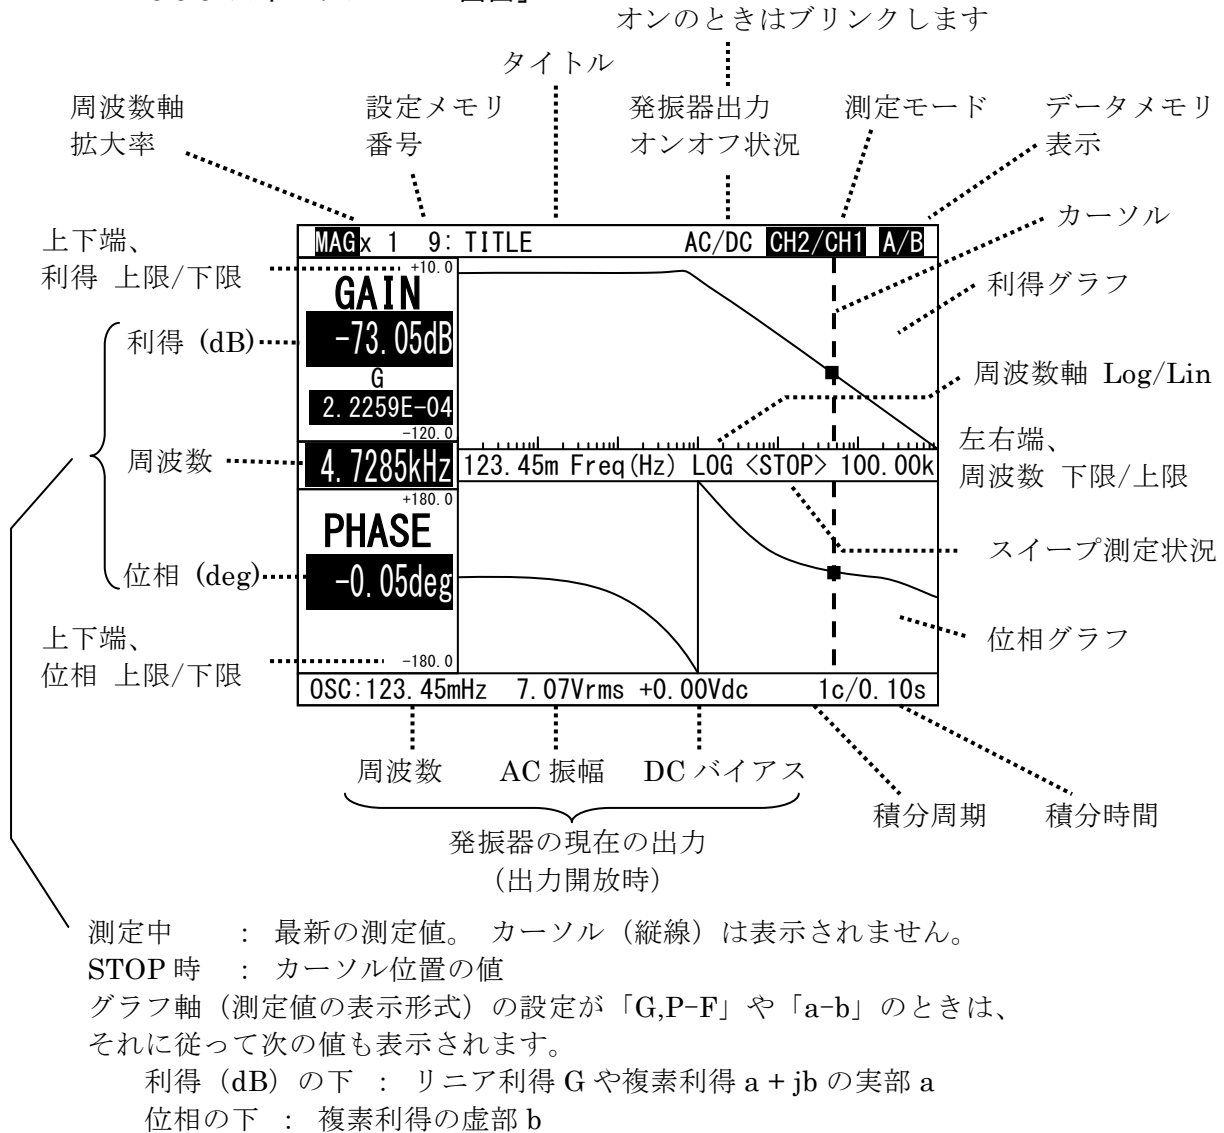 オンのときはブリンクします
タイトル
周波数軸
拡大率
設定メモリ
番号
発振器出力
オンオフ状況
測定モード
データメモリ
表示
カーソル
上下端、
利得 上限/下限
MAGx 1 9: TITLE AC/DC CH2/CH1 A/B
+10.0
GAIN
利得グラフ
利得 (dB)
-73.05dB
G
2.2259E-04
-120.0
周波数軸 Log/Lin
周波数
4.7285kHz
123.45m Freq(Hz) LOG <STOP> 100.00k
左右端、
周波数 下限/上限
+180.0
PHASE
スイープ測定状況
位相 (deg)
-0.05deg
位相グラフ
上下端、
位相 上限/下限
-180.0
OSC:123.45mHz 7.07Vrms +0.00Vdc 1c/0.10s
周波数
AC 振幅
DC バイアス
積分周期
積分時間
発振器の現在の出力
（出力開放時）
測定中 : 最新の測定値。 カーソル（縦線）は表示されません。
STOP 時 : カーソル位置の値
グラフ軸（測定値の表示形式）の設定が「G,P-F」や「a-b」のときは、
それに従って次の値も表示されます。
利得（dB）の下 : リニア利得 G や複素利得 a + jb の実部 a
位相の下 : 複素利得の虚部 b